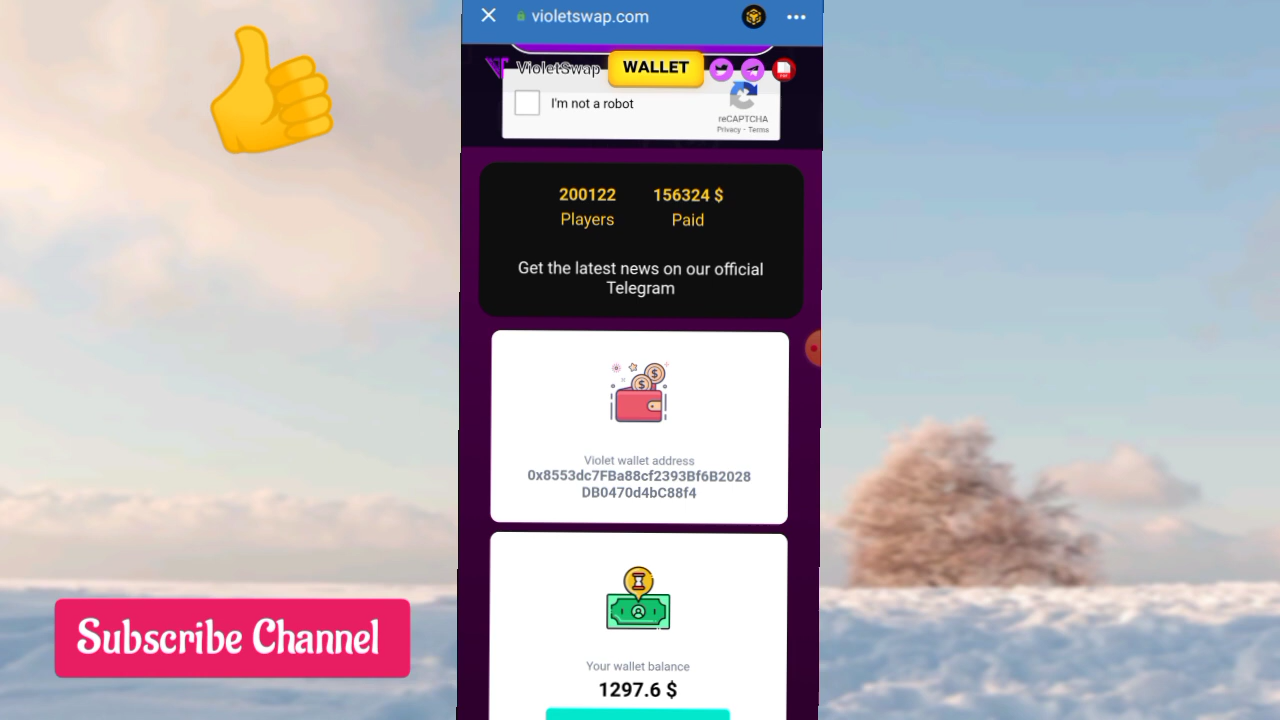 violetswap.com
VioletSwap
WALLET
I'm not a robot
reCAPTCHA
Privacy - Terms
200122
156324 $
Players
Paid
Get the latest news on our official
Telegram
Violet wallet address
0x8553dc7FBa88cf2393Bf6B2028
DB0470d4bC88f4
Your wallet balance
1297.6 $
Subscribe Channel